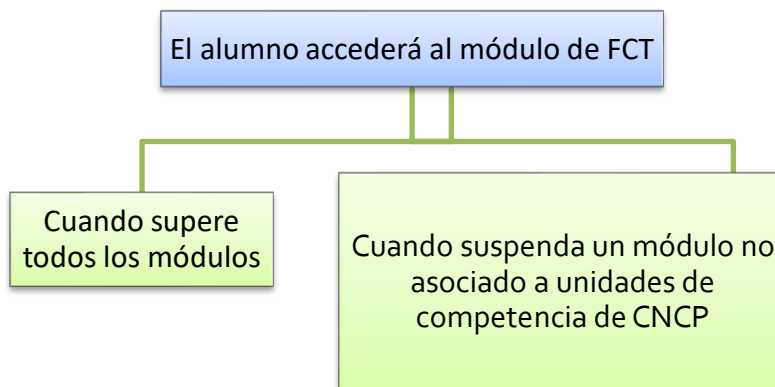 El alumno accederá al módulo de FCT
Cuando supere
todos los módulos
Cuando suspenda un módulo no
asociado a unidades de
competencia de CNCP